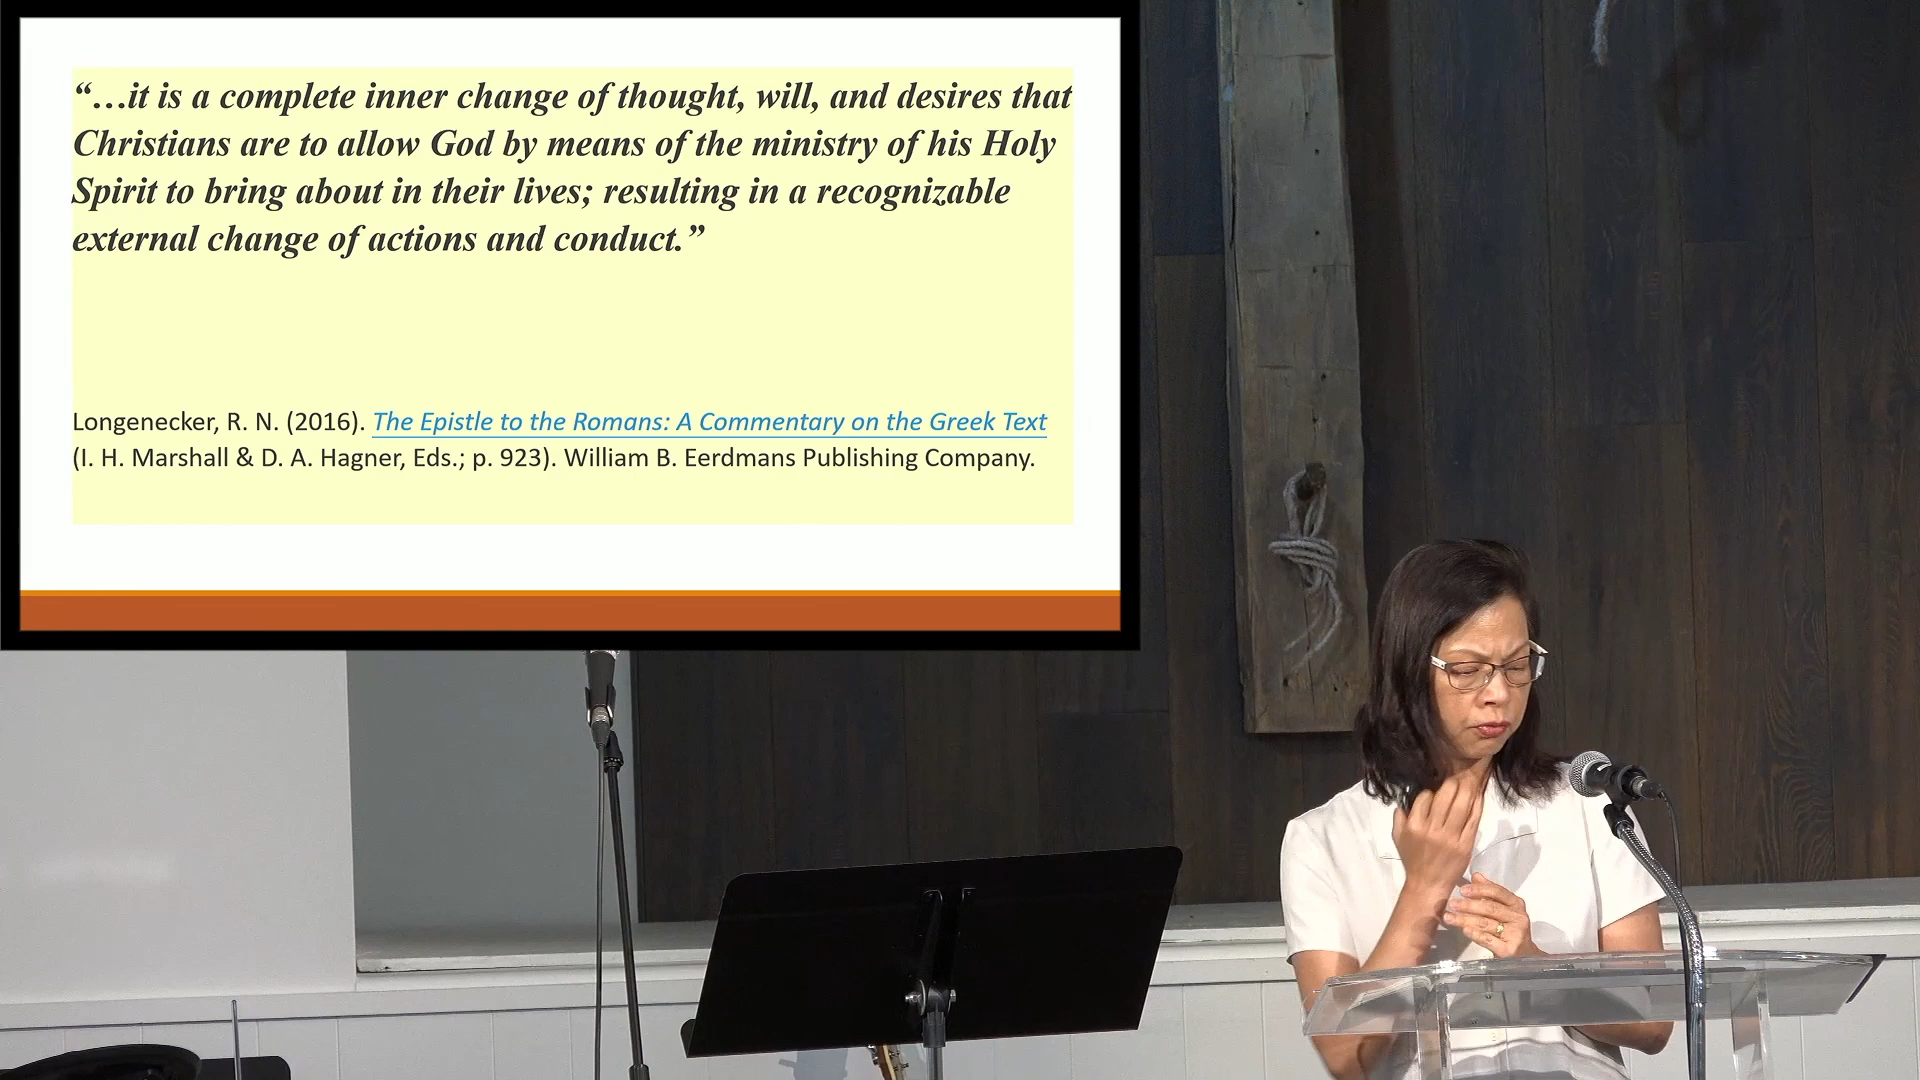 “…it is a complete inner change of thought, will, and desires that
Christians are to allow God by means of the ministry of his Holy
Spirit to bring about in their lives; resulting in a recognizable
external change of actions and conduct.”
Longenecker, R. N. (2016). The Epistle to the Romans: A Commentary on the Greek Text
(I. H. Marshall & D. A. Hagner, Eds.; p. 923). William B. Eerdmans Publishing Company.